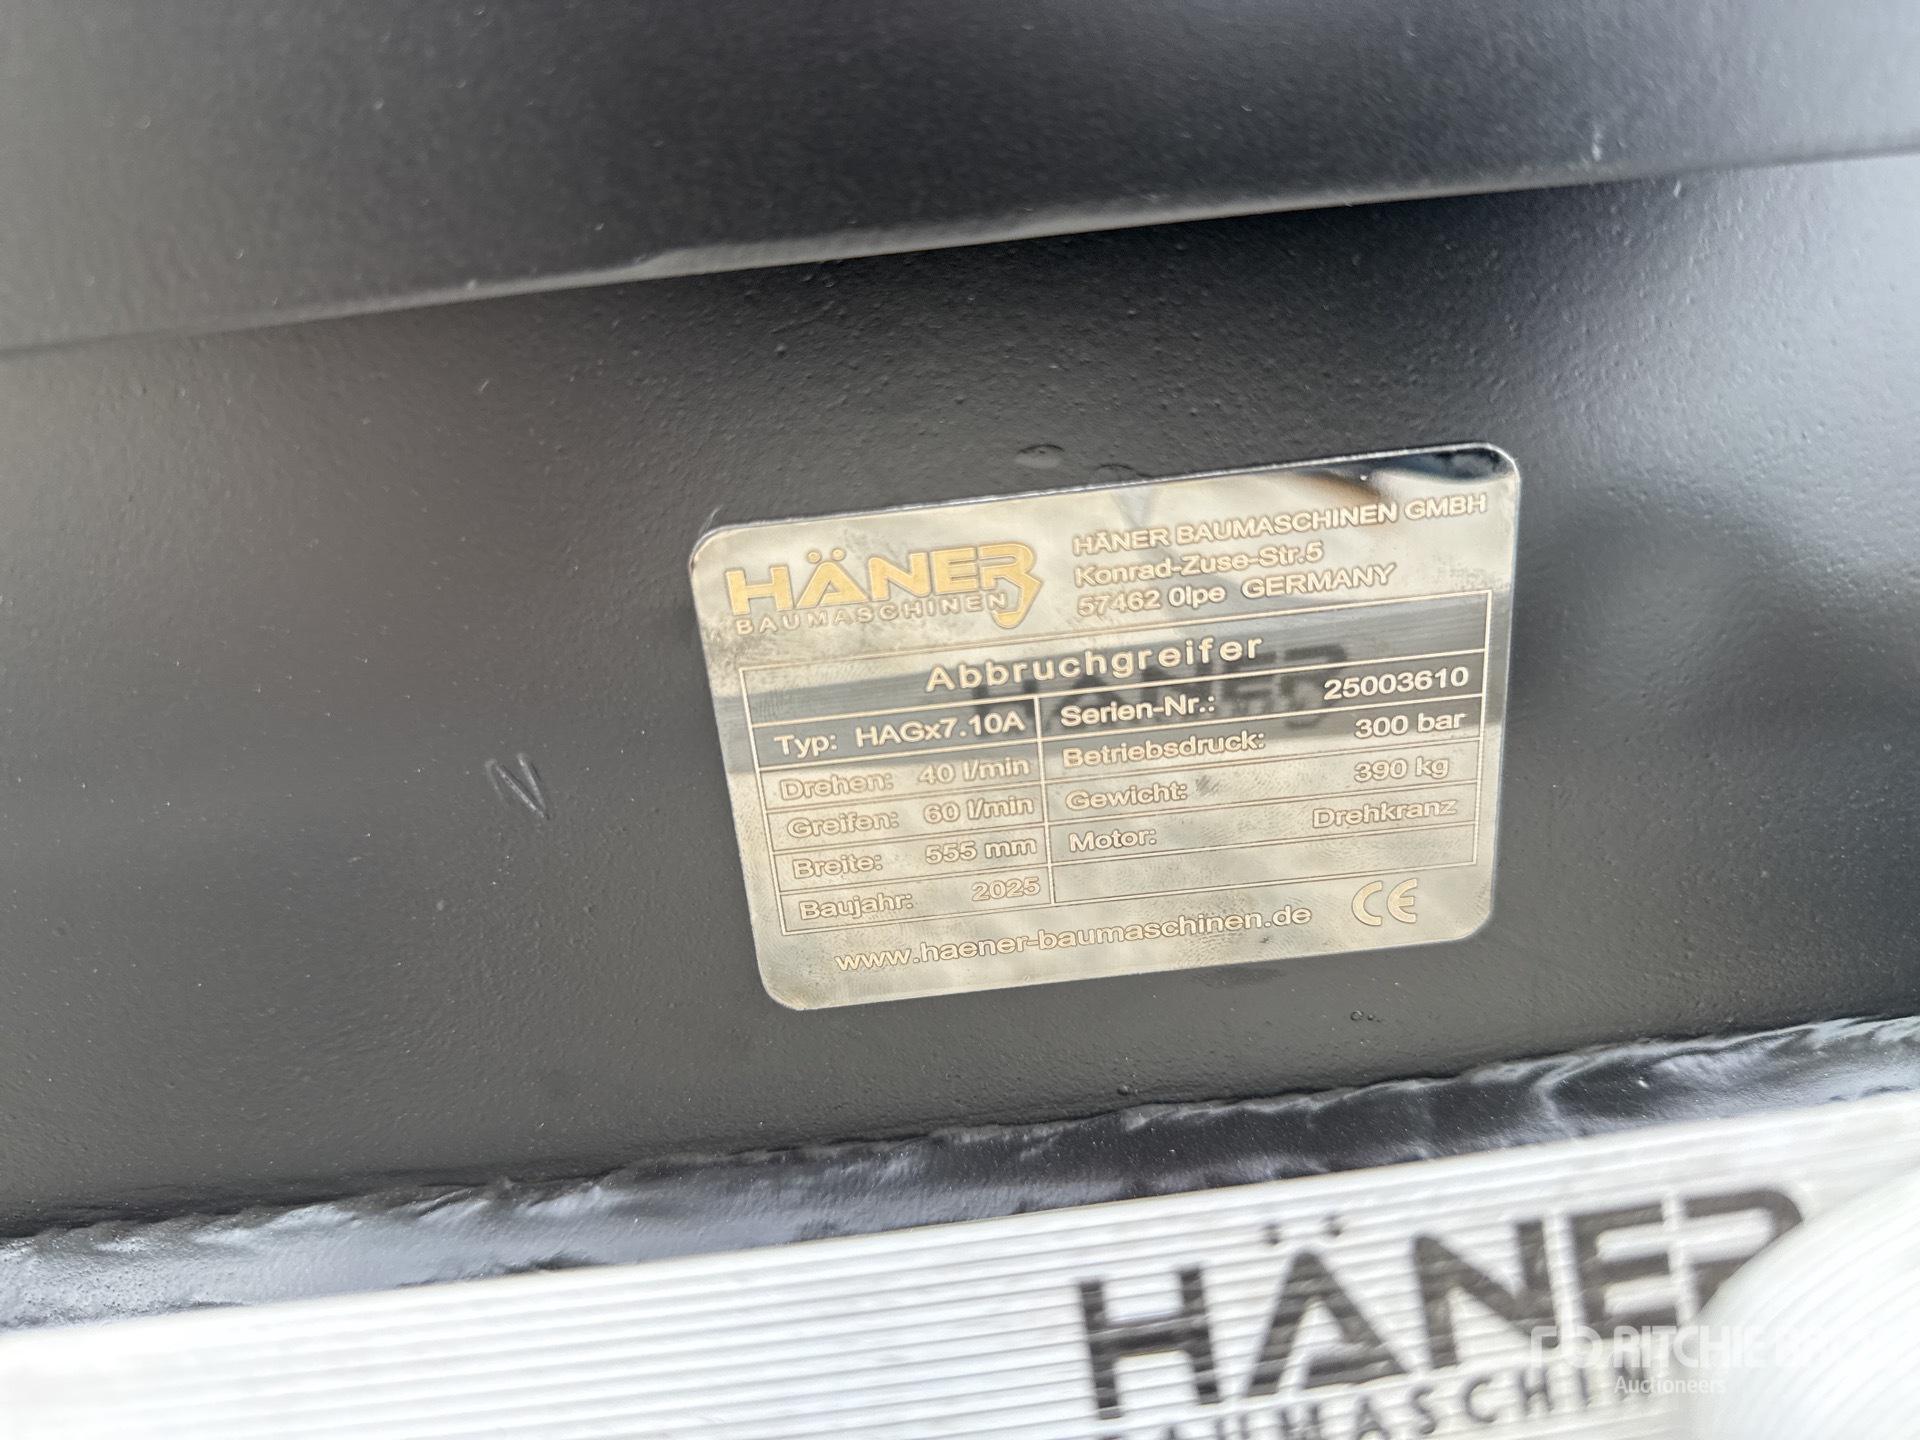 HÄNER
BAUMASCHINEN
HÄNER BAUMASCHINEN GMBH
Konrad-Zuse-Str.5
57462 Olpe GERMANY
Abbruchgreifer
Typ: HAGx7.10A Serien-Nr.: 25003610
Drehen: 40 l/min Betriebsdruck: 300 bar
Greifen: 60 l/min Gewicht: 390 kg
Breite: 555 mm Motor: Drehkranz
Baujahr: 2025
www.haener-baumaschinen.de CE
HÄNER
RITCHIE
Auctioneers